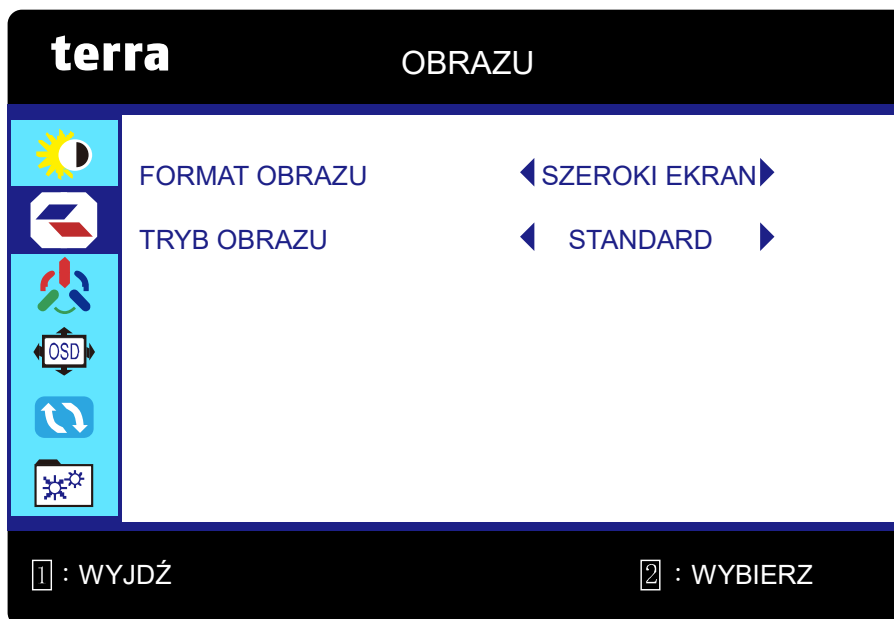 terra OBRAZU
FORMAT OBRAZU SZEROKI EKRAN
TRYB OBRAZU STANDARD
OSD
1 : WYJDŹ 2 : WYBIERZ